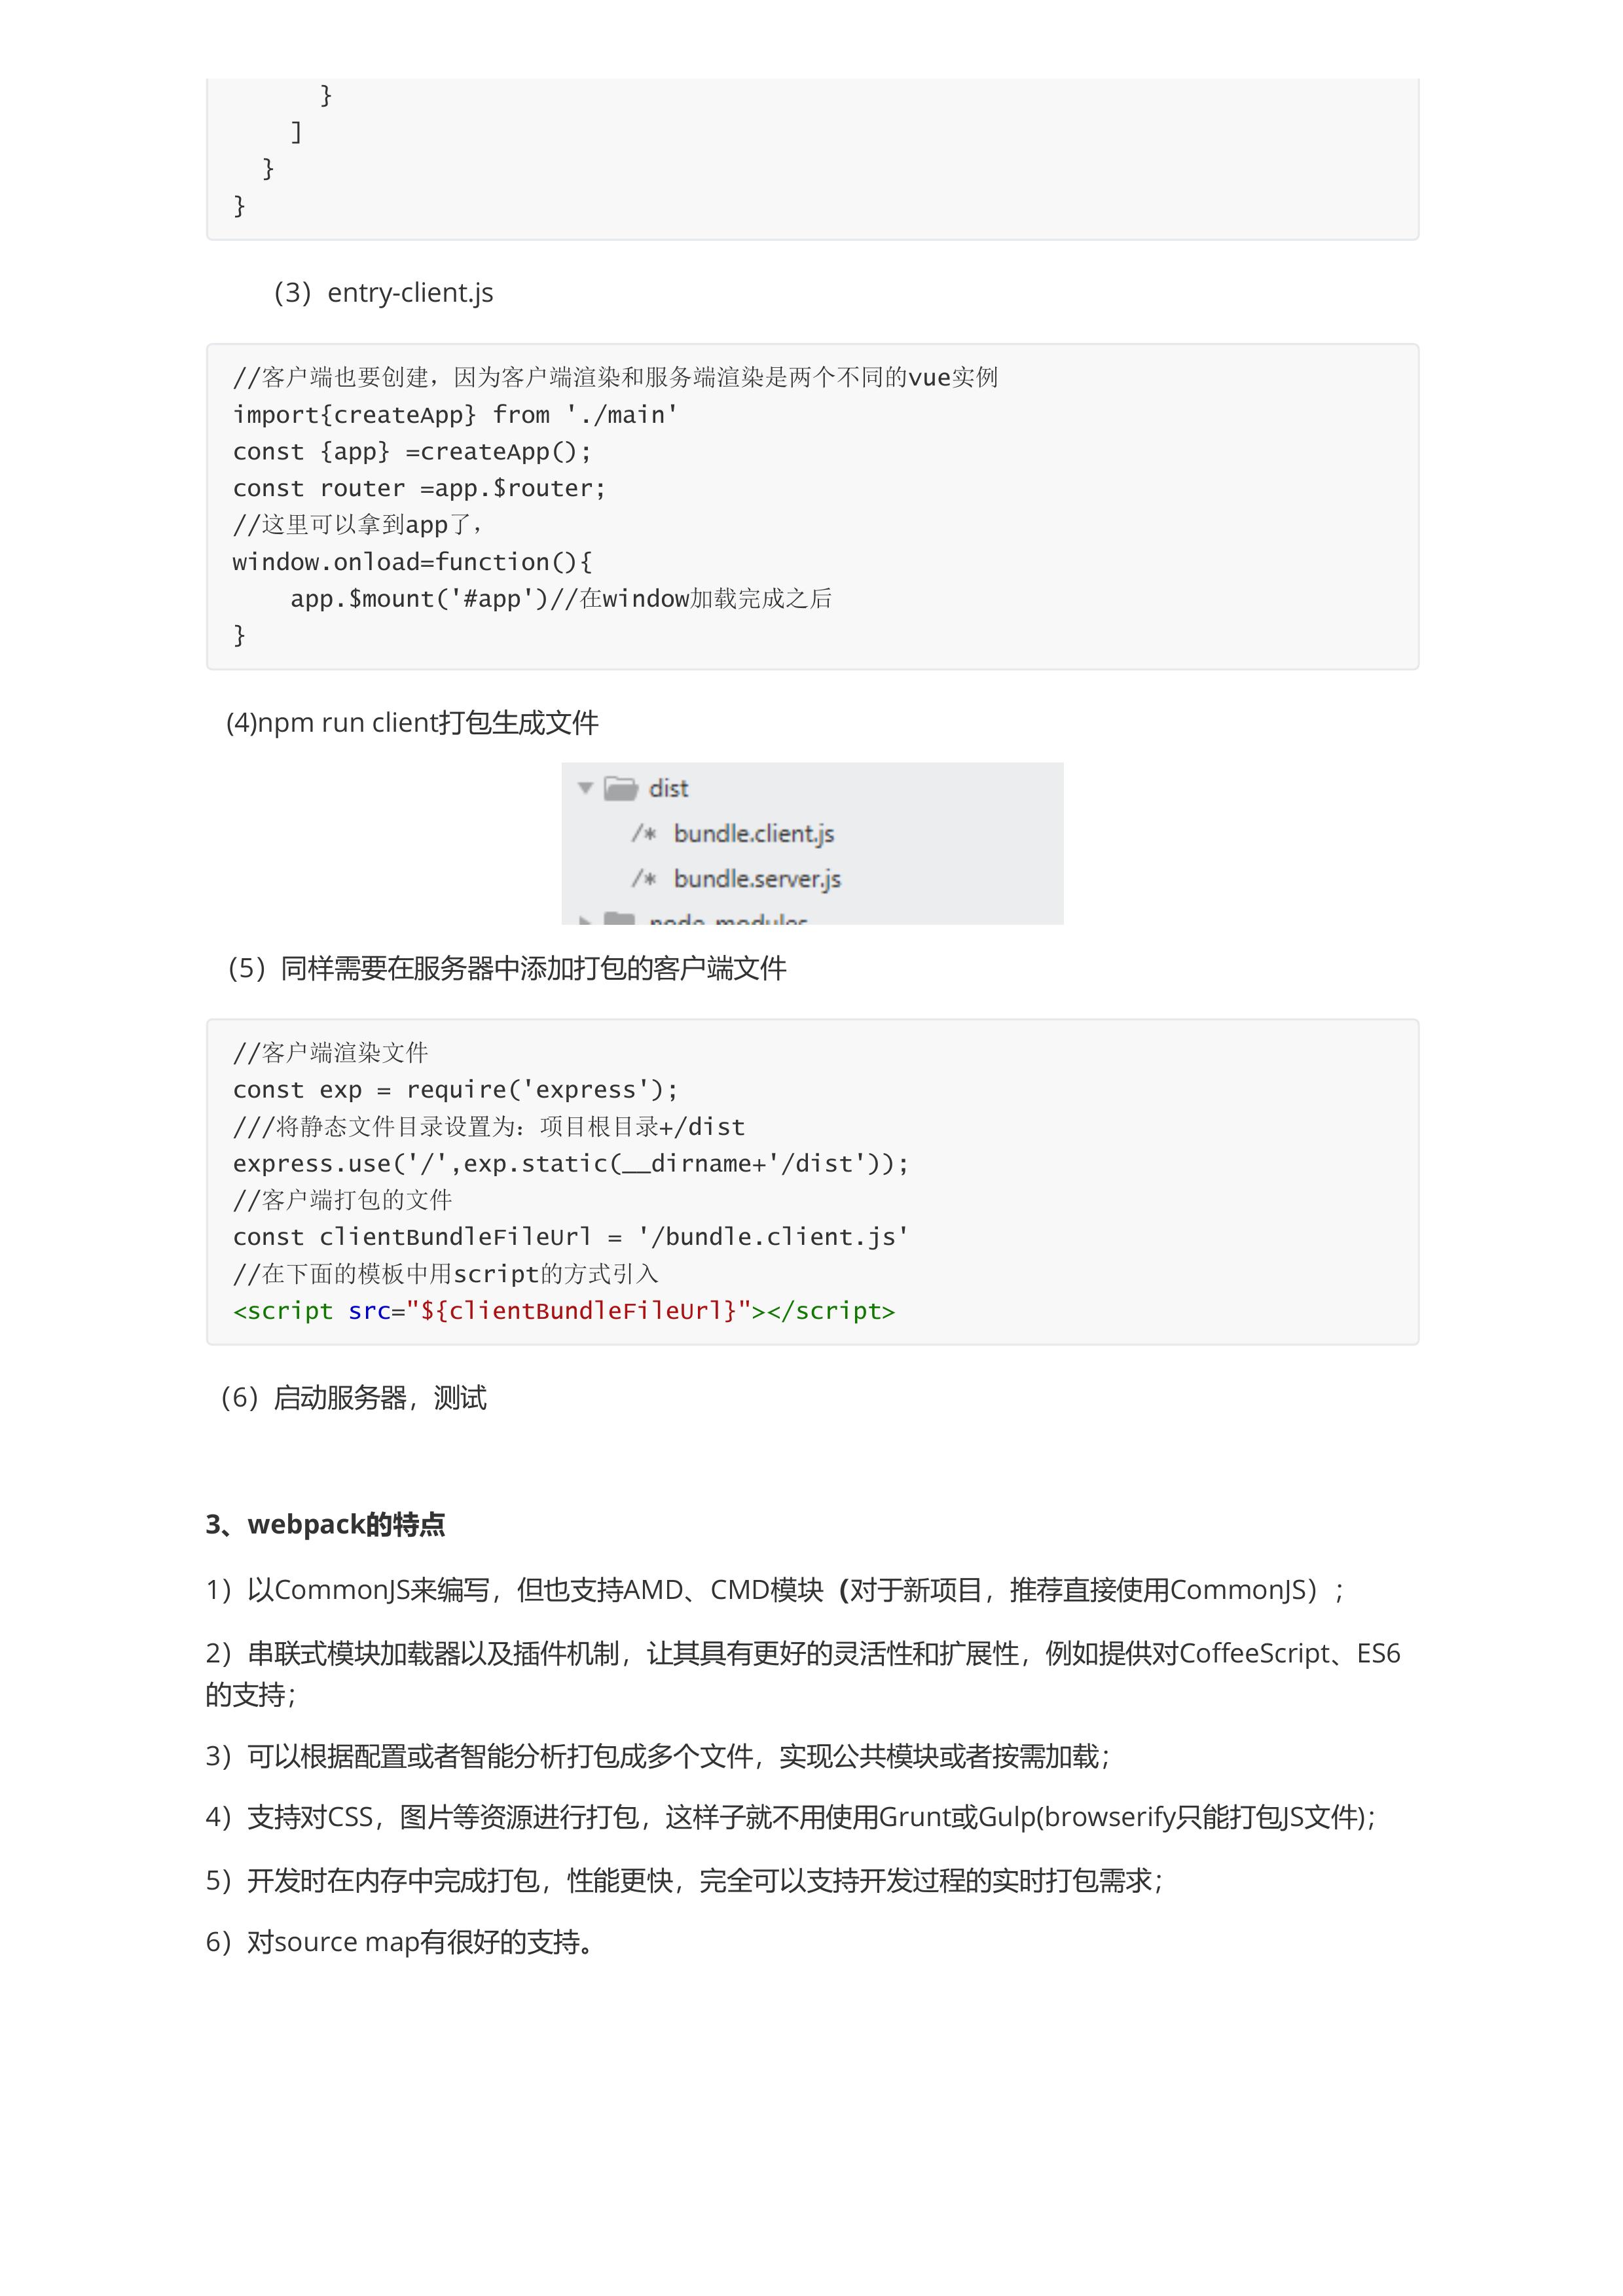 }
]
}
}
（3）entry-client.js
//客户端也要创建，因为客户端渲染和服务端渲染是两个不同的vue实例
import{createApp} from './main'
const {app} =createApp();
const router =app.$router;
//这里可以拿到app了，
window.onload=function(){
    app.$mount('#app')//在window加载完成之后
}
(4)npm run client打包生成文件
dist
/* bundle.client.js
/* bundle.server.js
node_modules
（5）同样需要在服务器中添加打包的客户端文件
//客户端渲染文件
const exp = require('express');
///将静态文件目录设置为：项目根目录+/dist
express.use('/',exp.static(__dirname+'/dist'));
//客户端打包的文件
const clientBundleFileUrl = '/bundle.client.js'
//在下面的模板中用script的方式引入
<script src="${clientBundleFileUrl}"></script>
（6）启动服务器，测试
3、webpack的特点
1）以CommonJS来编写，但也支持AMD、CMD模块（对于新项目，推荐直接使用CommonJS）；
2）串联式模块加载器以及插件机制，让其具有更好的灵活性和扩展性，例如提供对CoffeeScript、ES6
的支持；
3）可以根据配置或者智能分析打包成多个文件，实现公共模块或者按需加载；
4）支持对CSS，图片等资源进行打包，这样子就不用使用Grunt或Gulp(browserify只能打包JS文件)；
5）开发时在内存中完成打包，性能更快，完全可以支持开发过程的实时打包需求；
6）对source map有很好的支持。